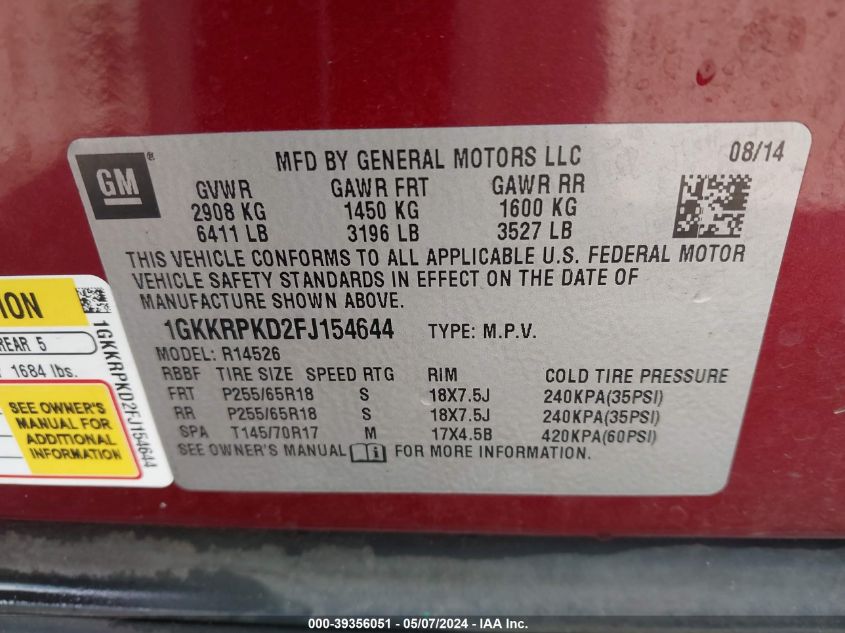 GM
®
MFD BY GENERAL MOTORS LLC
08/14
GVWR GAWR FRT GAWR RR
2908 KG 1450 KG 1600 KG
6411 LB 3196 LB 3527 LB
THIS VEHICLE CONFORMS TO ALL APPLICABLE U.S. FEDERAL MOTOR
VEHICLE SAFETY STANDARDS IN EFFECT ON THE DATE OF
MANUFACTURE SHOWN ABOVE.
1GKKRPKD2FJ154644 TYPE: M.P.V.
MODEL: R14526
RBBF TIRE SIZE SPEED RTG RIM COLD TIRE PRESSURE
FRT P255/65R18 S 18X7.5J 240KPA(35PSI)
RR P255/65R18 S 18X7.5J 240KPA(35PSI)
SPA T145/70R17 M 17X4.5B 420KPA(60PSI)
SEE OWNER'S MANUAL FOR MORE INFORMATION.
ION
REAR 5
1684 lbs.
SEE OWNER'S
MANUAL FOR
ADDITIONAL
INFORMATION
1GKKRPKD2FJ154644
000-39356051 - 05/07/2024 - IAAI, Inc.